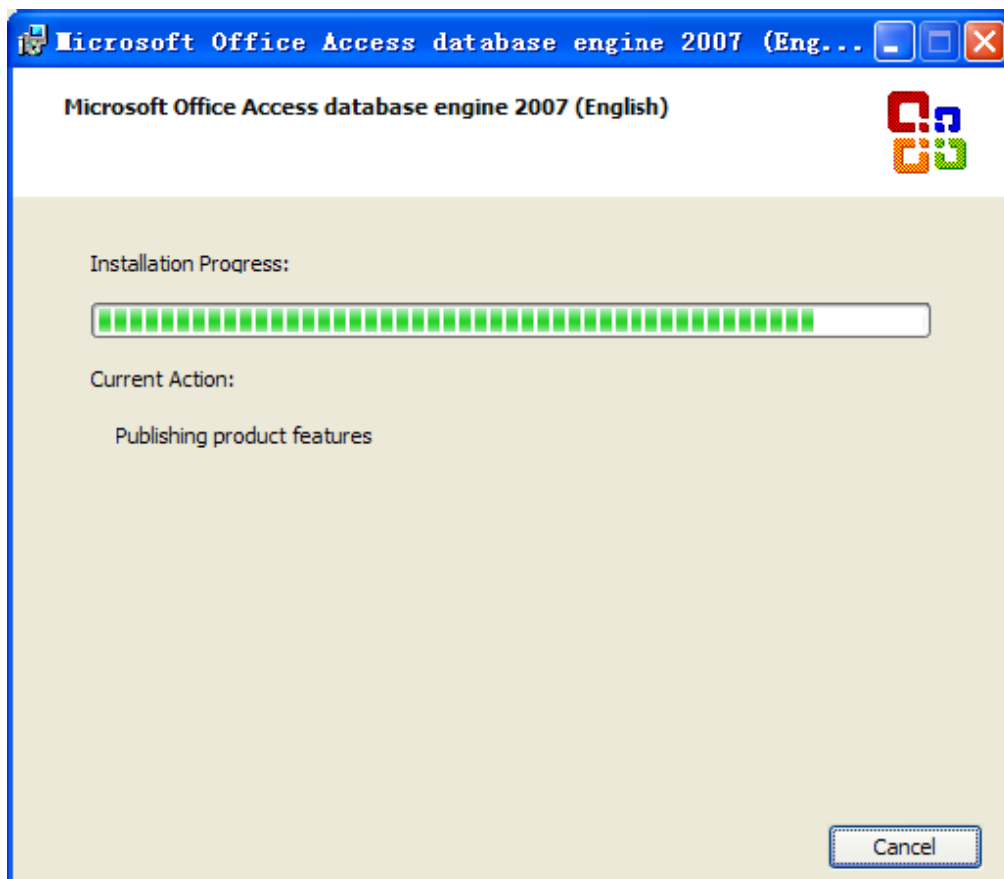 Microsoft Office Access database engine 2007 (Eng...
Microsoft Office Access database engine 2007 (English)
Installation Progress:
Current Action:
Publishing product features
Cancel